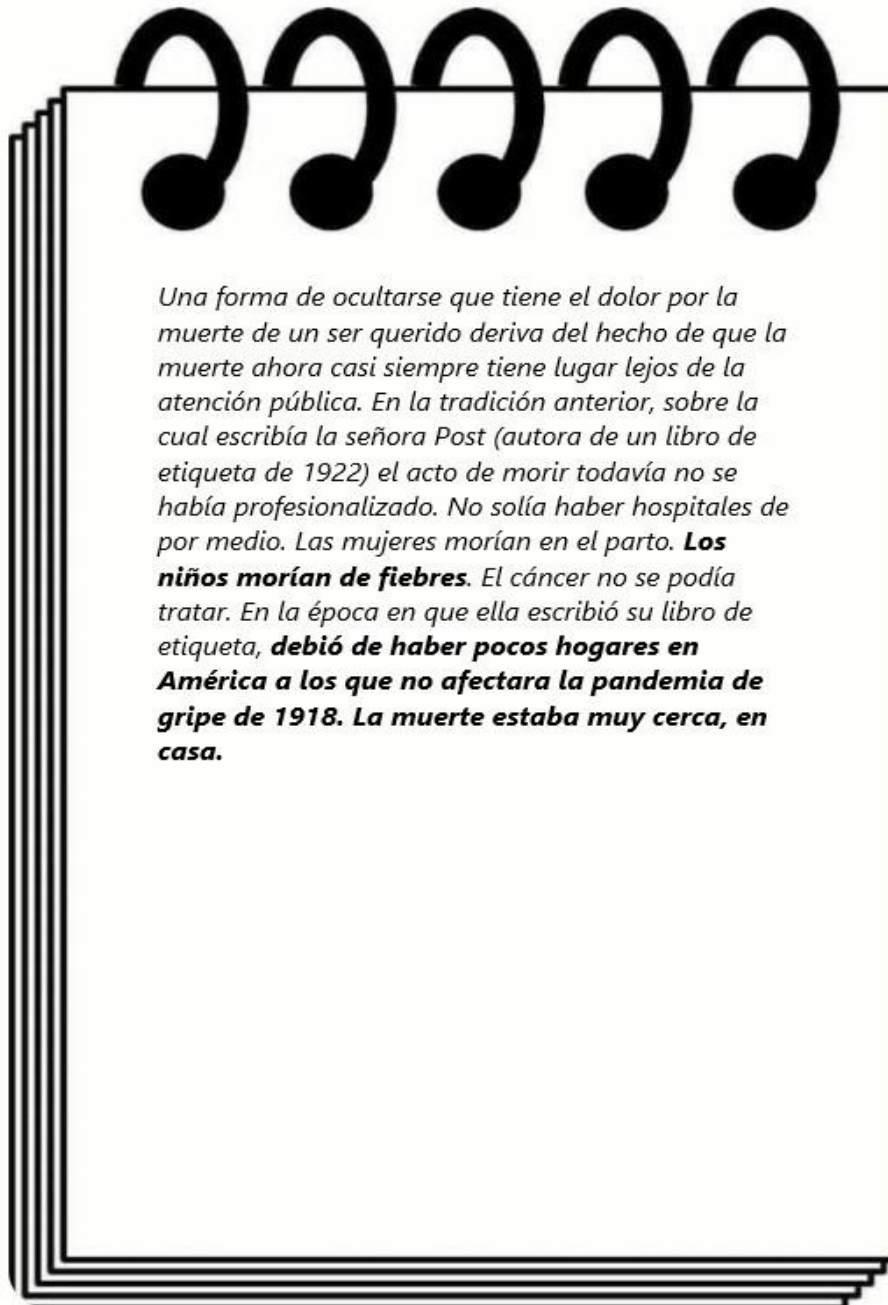 Una forma de ocultarse que tiene el dolor por la
muerte de un ser querido deriva del hecho de que la
muerte ahora casi siempre tiene lugar lejos de la
atención pública. En la tradición anterior, sobre la
cual escribía la señora Post (autora de un libro de
etiqueta de 1922) el acto de morir todavía no se
había profesionalizado. No solía haber hospitales de
por medio. Las mujeres morían en el parto. Los
niños morían de fiebres. El cáncer no se podía
tratar. En la época en que ella escribió su libro de
etiqueta, debió de haber pocos hogares en
América a los que no afectara la pandemia de
gripe de 1918. La muerte estaba muy cerca, en
casa.